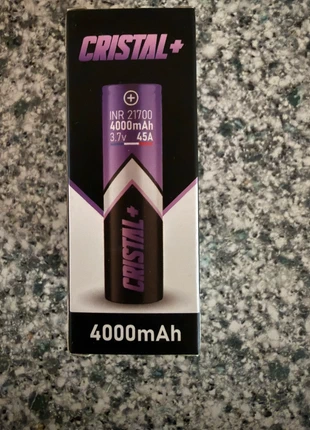 CRISTAL+
INR 21700
4000mAh
3.7v 45A
CRISTAL+
4000mAh